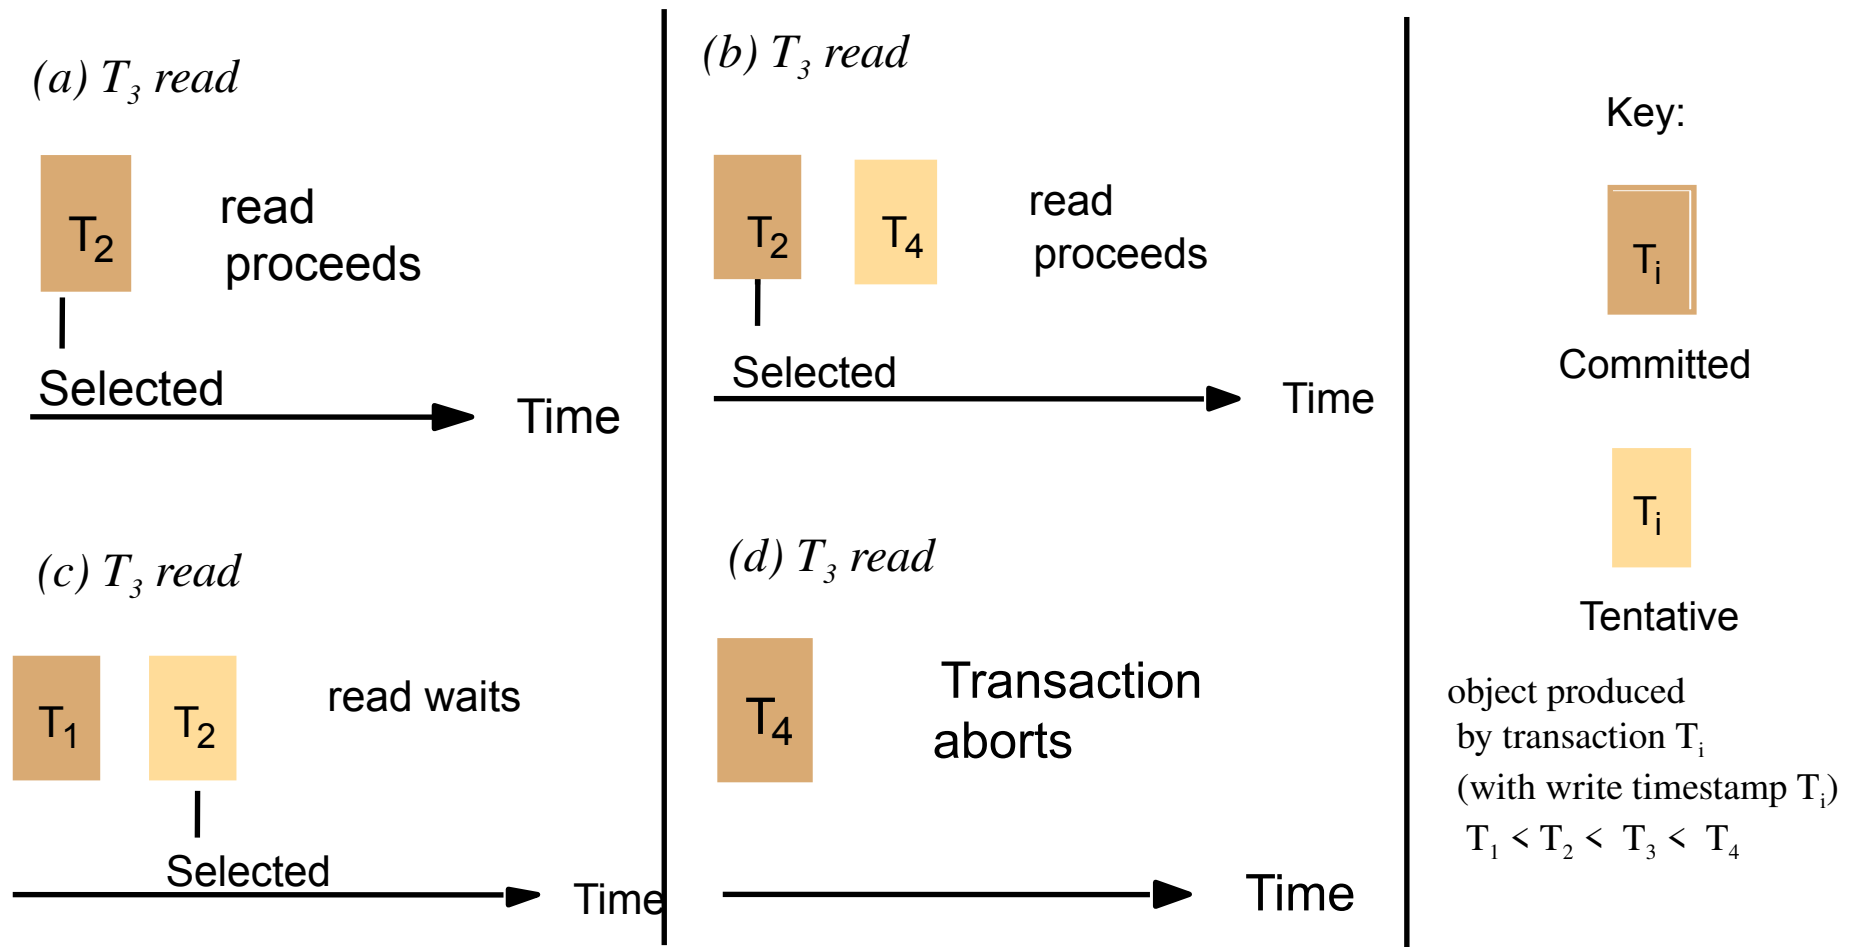 (a) T3 read
T2
read
proceeds
Selected
Time
(b) T3 read
T2 T4
read
proceeds
Selected
Time
(c) T3 read
T1 T2
read waits
Selected
Time
(d) T3 read
T4
Transaction
aborts
Time
Key:
Ti
Committed
Ti
Tentative
object produced
by transaction Ti
(with write timestamp Ti)
T1 < T2 < T3 < T4